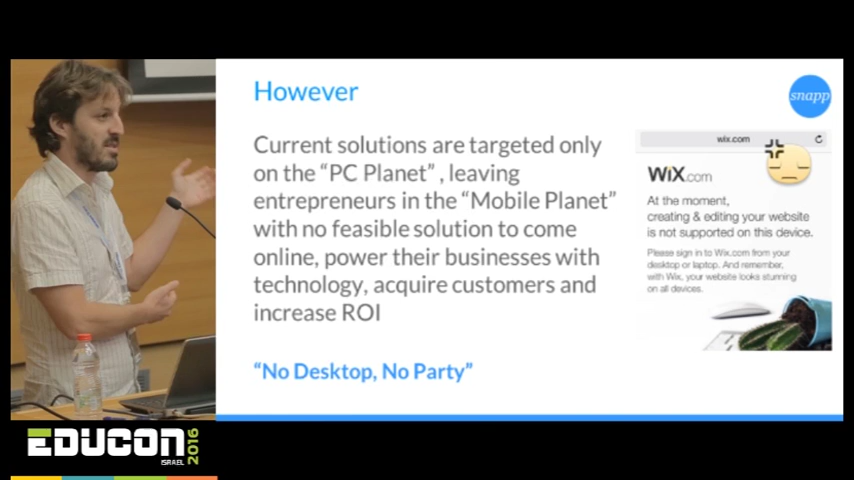 However
snapp
Current solutions are targeted only
on the “PC Planet” , leaving
entrepreneurs in the “Mobile Planet”
with no feasible solution to come
online, power their businesses with
technology, acquire customers and
increase ROI
“No Desktop, No Party”
wix.com
WiX.com
At the moment,
creating & editing your website
is not supported on this device.
Please sign in to Wix.com from your
desktop or laptop. And remember,
with Wix, your website looks stunning
on all devices.
EDUCON
ISRAEL
2016